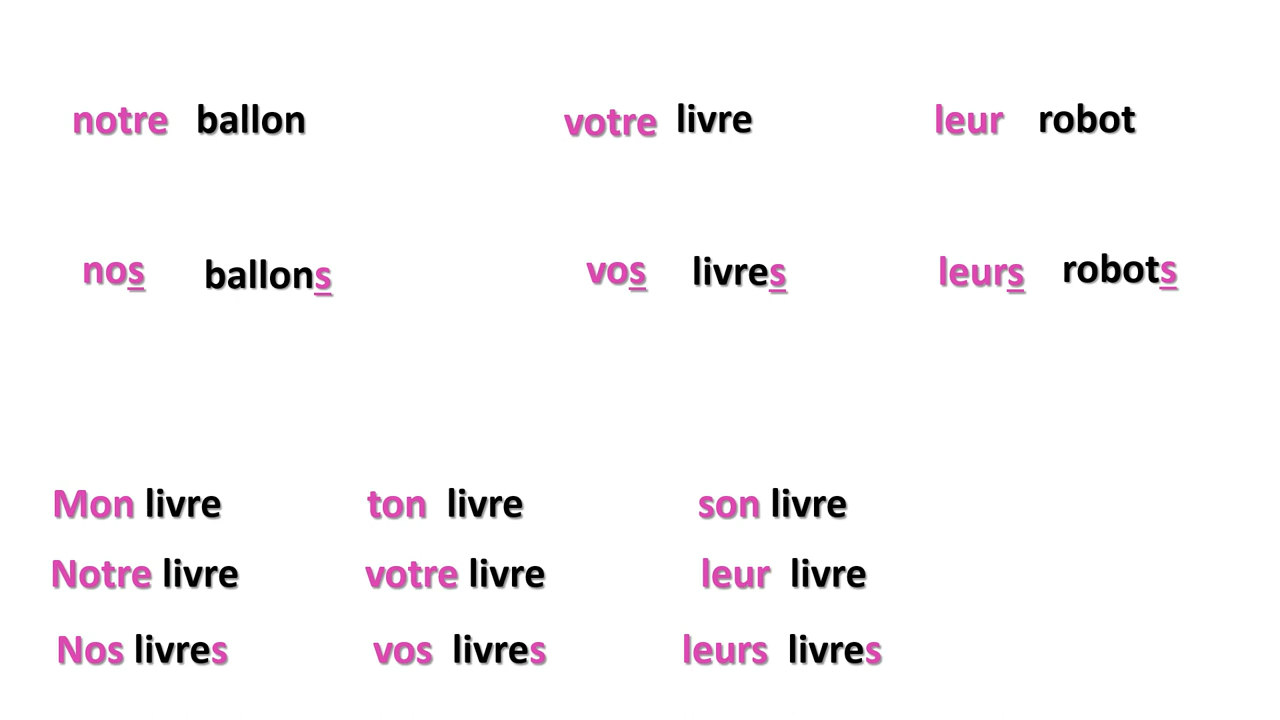 notre ballon votre livre leur robot
nos ballons vos livres leurs robots
Mon livre ton livre son livre
Notre livre votre livre leur livre
Nos livres vos livres leurs livres